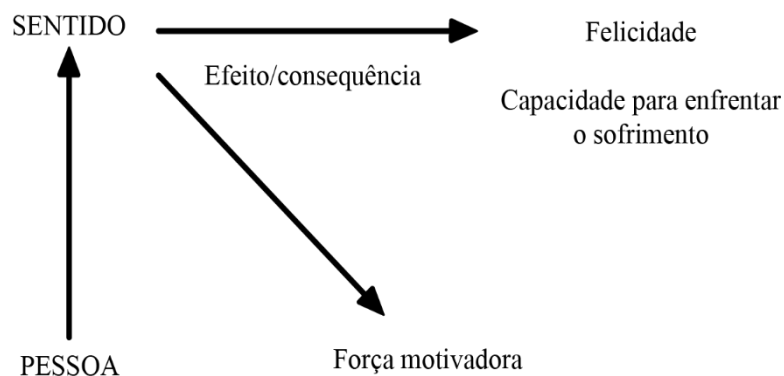 SENTIDO
Felicidade
Efeito/consequência
Capacidade para enfrentar
o sofrimento
PESSOA
Força motivadora